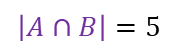 |A ∩ B| = 5